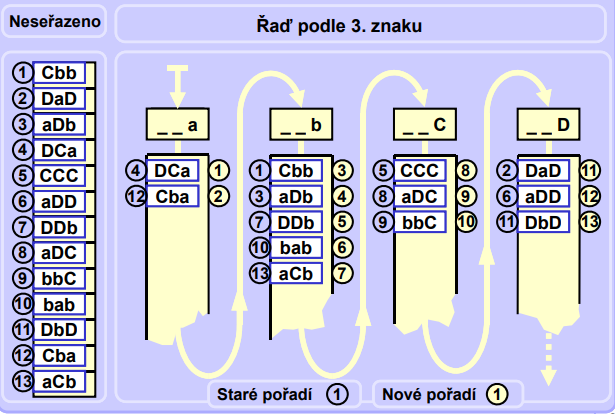 Neseřazeno
Řaď podle 3. znaku
1 Cbb
2 DaD
3 aDb
4 DCa
5 CCC
6 aDD
7 DDb
8 aDC
9 bbC
10 bab
11 DbD
12 Cba
13 aCb
_ _ a
4 DCa 1
12 Cba 2
_ _ b
1 Cbb 3
3 aDb 4
7 DDb 5
10 bab 6
13 aCb 7
_ _ C
5 CCC 8
8 aDC 9
9 bbC 10
_ _ D
2 DaD 11
6 aDD 12
11 DbD 13
Staré pořadí 1
Nové pořadí 1